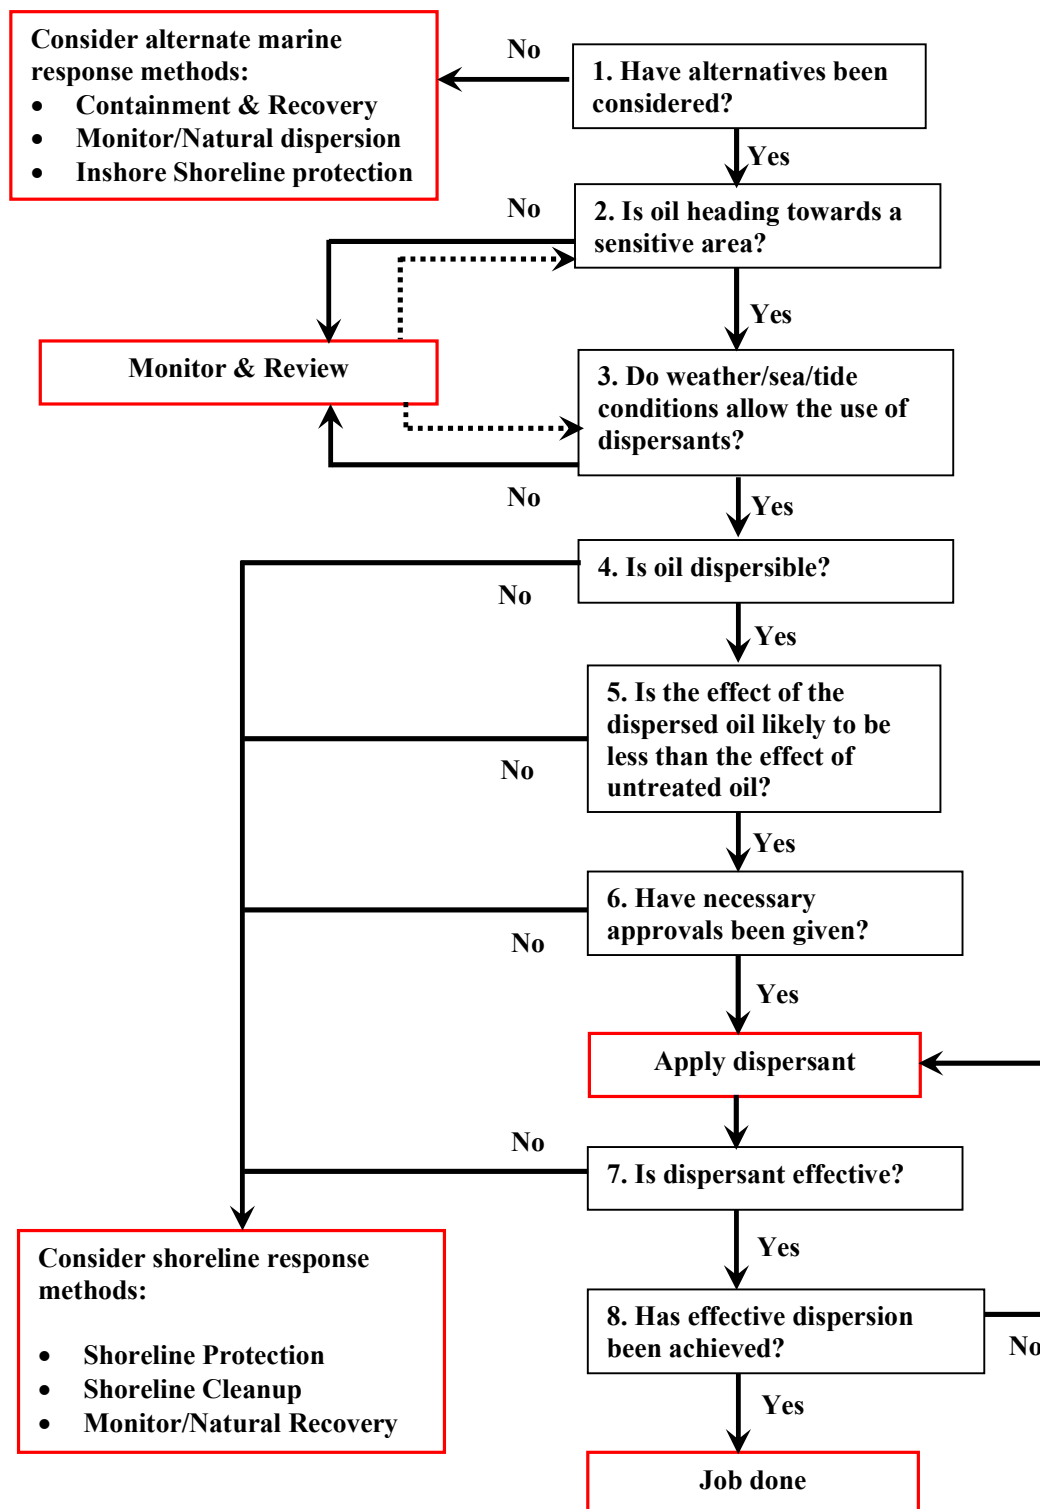 Consider alternate marine
response methods:
• Containment & Recovery
• Monitor/Natural dispersion
• Inshore Shoreline protection
No
1. Have alternatives been
considered?
Yes
No
2. Is oil heading towards a
sensitive area?
Yes
Monitor & Review
3. Do weather/sea/tide
conditions allow the use of
dispersants?
No
Yes
4. Is oil dispersible?
No
Yes
5. Is the effect of the
dispersed oil likely to be
less than the effect of
untreated oil?
No
Yes
6. Have necessary
approvals been given?
No
Yes
Apply dispersant
No
7. Is dispersant effective?
Yes
Consider shoreline response
methods:
• Shoreline Protection
• Shoreline Cleanup
• Monitor/Natural Recovery
8. Has effective dispersion
been achieved?
No
Yes
Job done